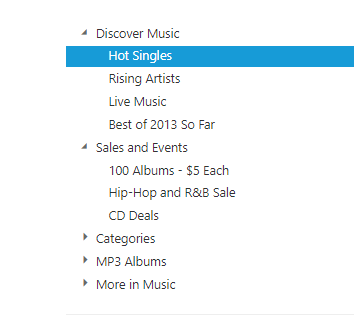 Discover Music
Hot Singles
Rising Artists
Live Music
Best of 2013 So Far
Sales and Events
100 Albums - $5 Each
Hip-Hop and R&B Sale
CD Deals
Categories
MP3 Albums
More in Music